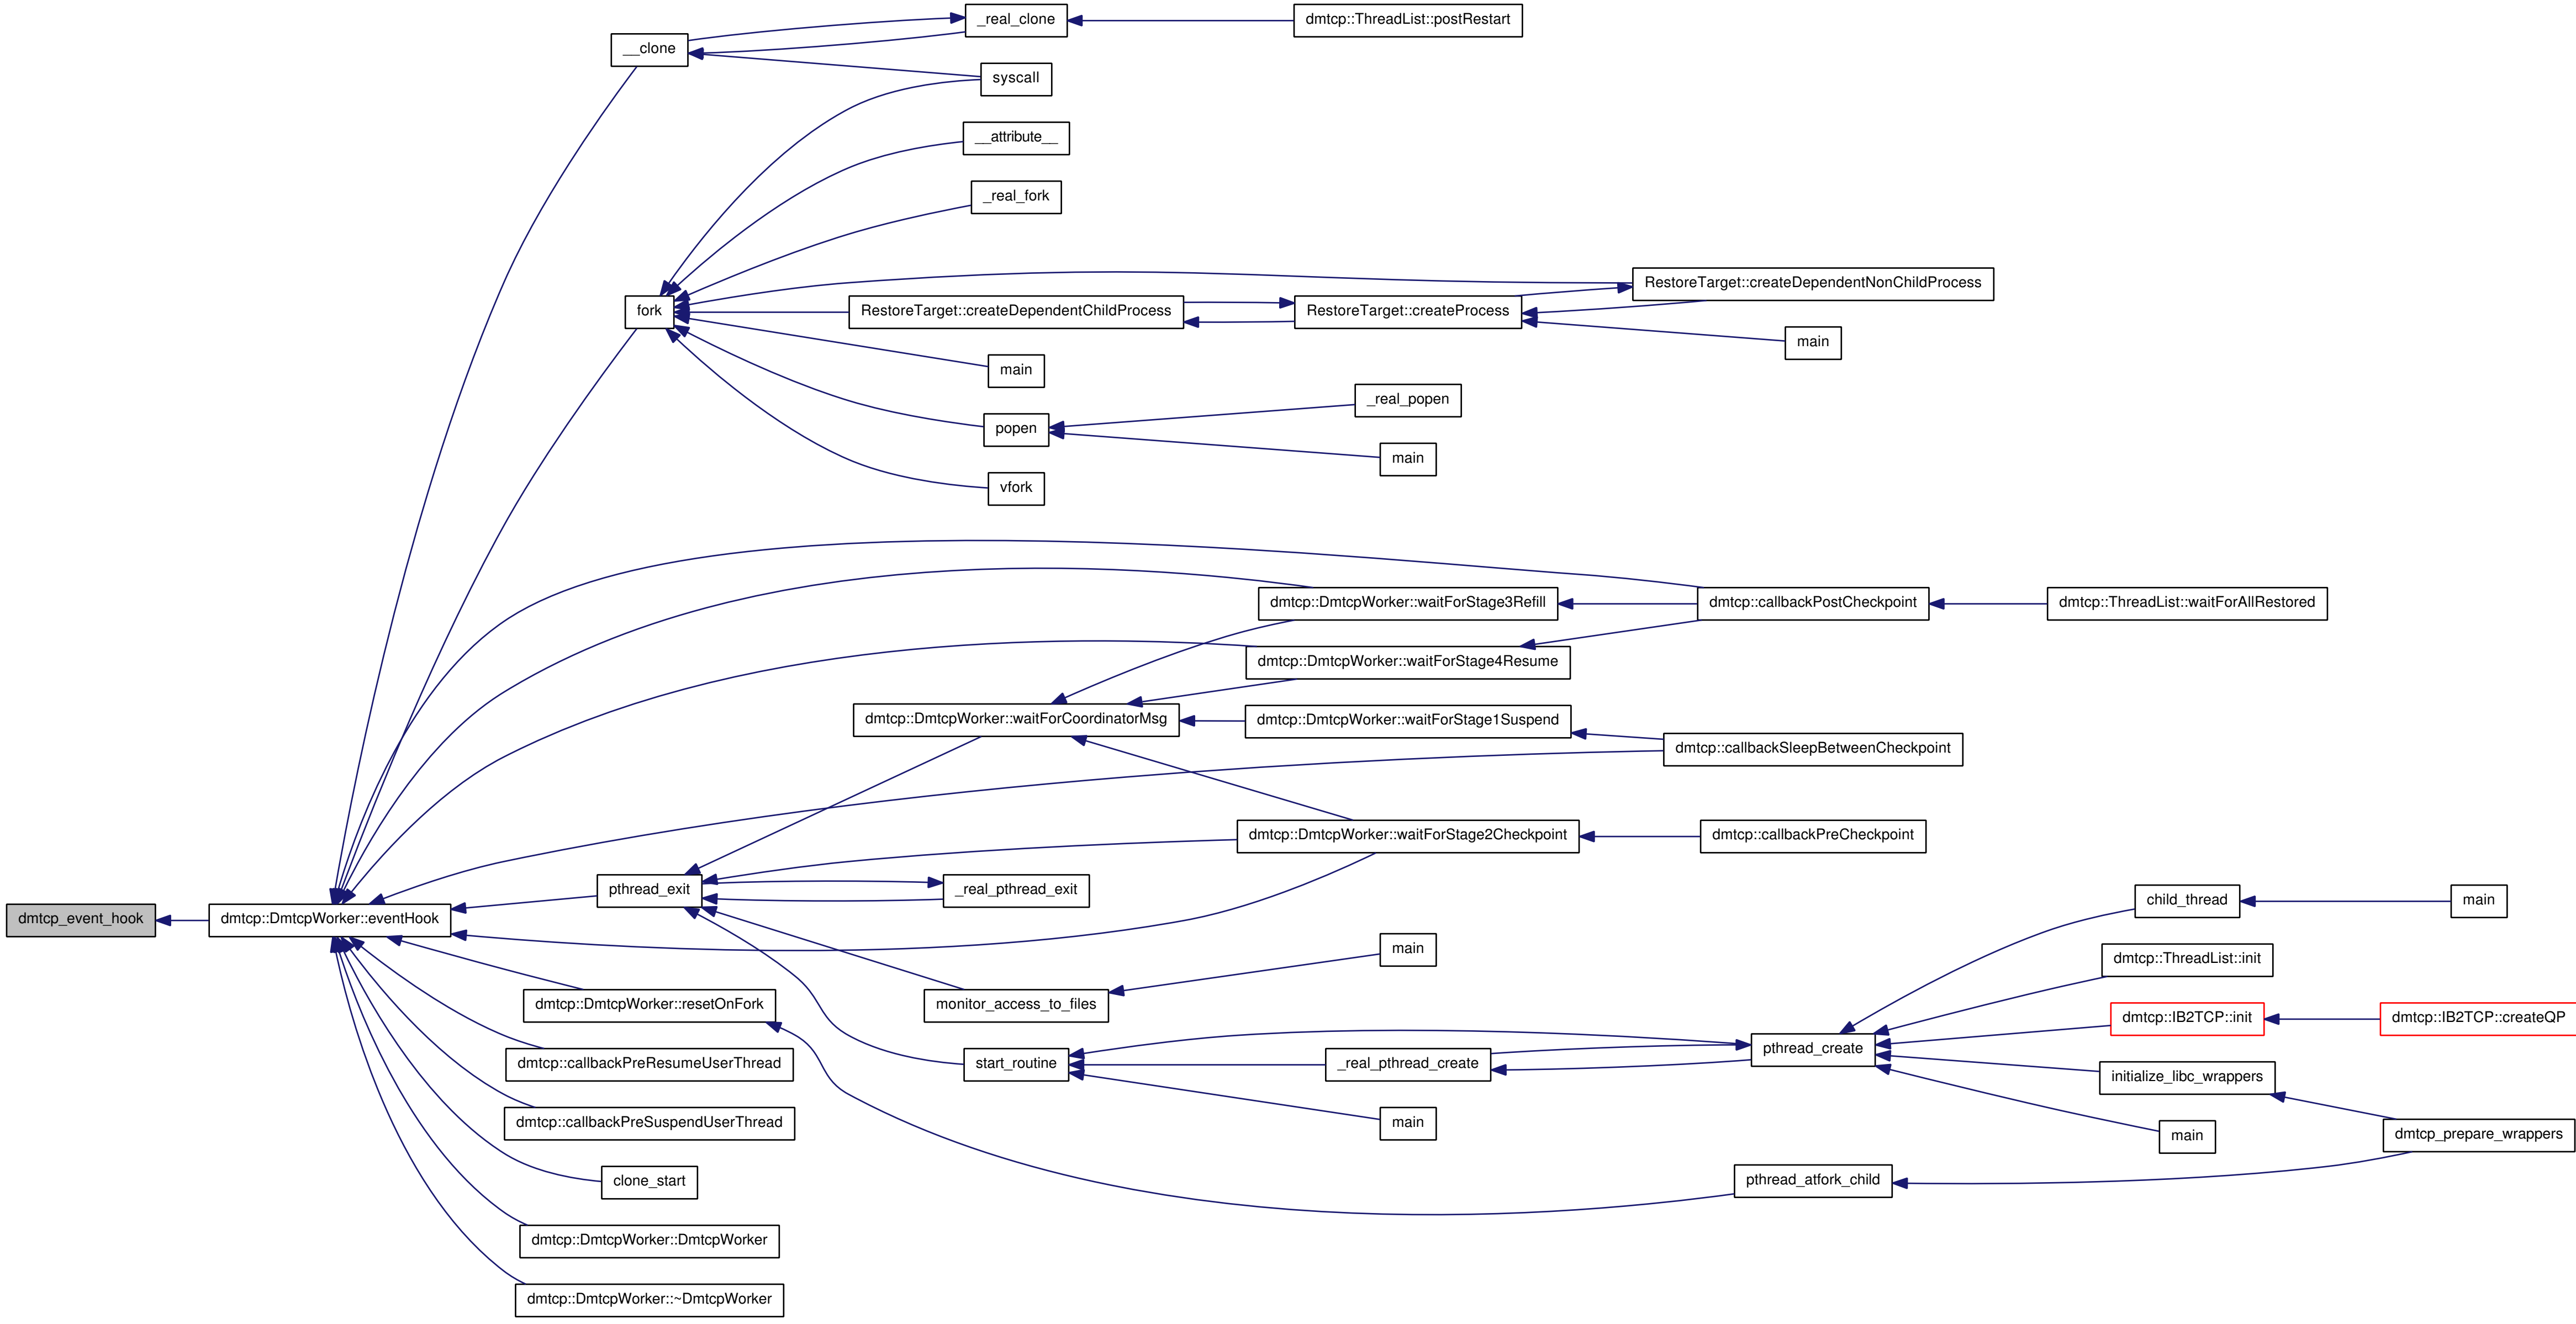 _real_clone
dmtcp::ThreadList::postRestart
__clone
syscall
__attribute__
_real_fork
RestoreTarget::createDependentNonChildProcess
fork
RestoreTarget::createDependentChildProcess
RestoreTarget::createProcess
main
main
_real_popen
popen
main
vfork
dmtcp::DmtcpWorker::waitForStage3Refill
dmtcp::callbackPostCheckpoint
dmtcp::ThreadList::waitForAllRestored
dmtcp::DmtcpWorker::waitForStage4Resume
dmtcp::DmtcpWorker::waitForCoordinatorMsg
dmtcp::DmtcpWorker::waitForStage1Suspend
dmtcp::callbackSleepBetweenCheckpoint
dmtcp::DmtcpWorker::waitForStage2Checkpoint
dmtcp::callbackPreCheckpoint
pthread_exit
_real_pthread_exit
child_thread
main
dmtcp_event_hook
dmtcp::DmtcpWorker::eventHook
main
dmtcp::ThreadList::init
dmtcp::DmtcpWorker::resetOnFork
monitor_access_to_files
dmtcp::IB2TCP::init
dmtcp::IB2TCP::createQP
pthread_create
dmtcp::callbackPreResumeUserThread
start_routine
_real_pthread_create
initialize_libc_wrappers
dmtcp::callbackPreSuspendUserThread
main
main
dmtcp_prepare_wrappers
clone_start
pthread_atfork_child
dmtcp::DmtcpWorker::DmtcpWorker
dmtcp::DmtcpWorker::~DmtcpWorker